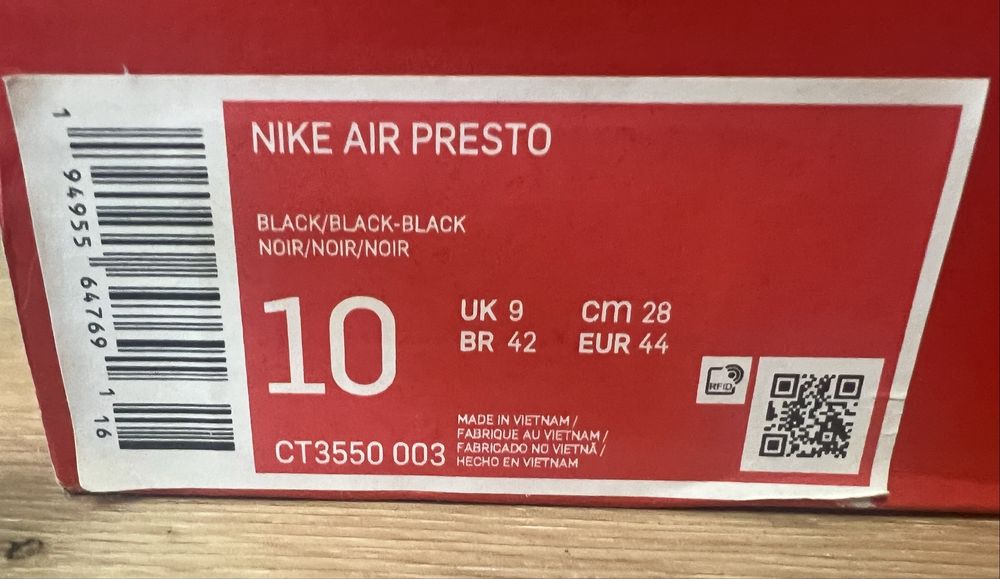 1 94955 64769 1 16
NIKE AIR PRESTO
BLACK/BLACK-BLACK
NOIR/NOIR/NOIR
10
UK 9 cm 28
BR 42 EUR 44
RFID
CT3550 003
MADE IN VIETNAM /
FABRIQUE AU VIETNAM /
FABRICADO NO VIETNÃ /
HECHO EN VIETNAM